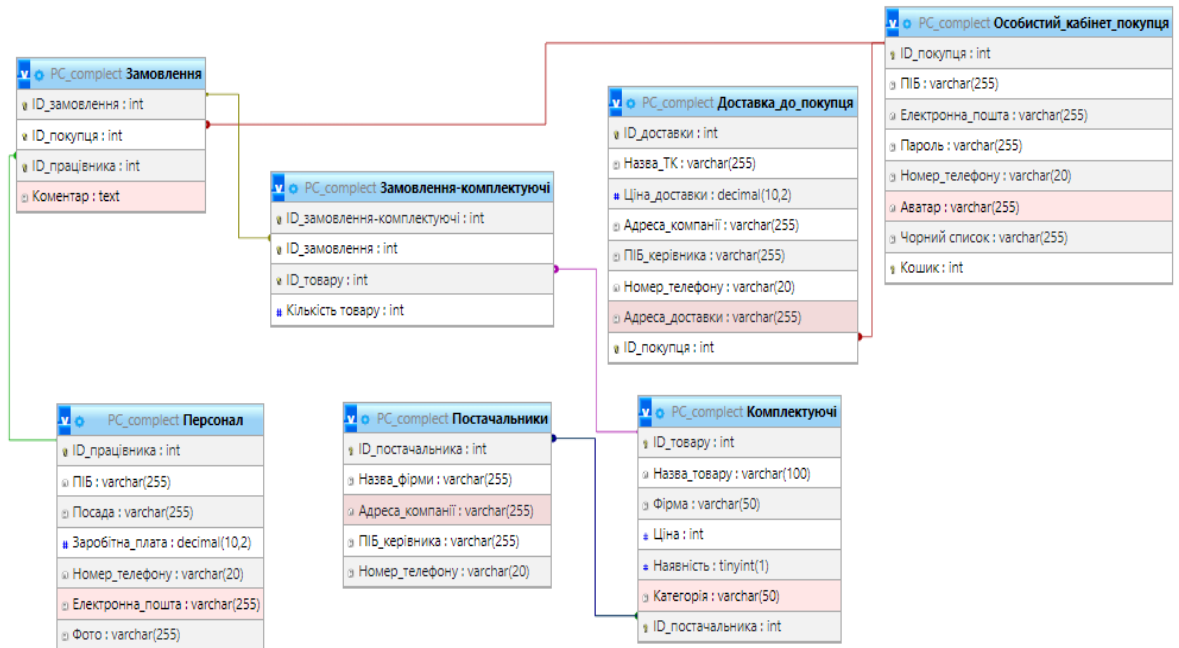 PC_complect Замовлення
ID_замовлення : int
ID_покупця : int
ID_працівника : int
Коментар : text
PC_complect Замовлення-комплектуючі
ID_замовлення-комплектуючі : int
ID_замовлення : int
ID_товару : int
Кількість товару : int
PC_complect Доставка_до_покупця
ID_доставки : int
Назва_ТК : varchar(255)
Ціна_доставки : decimal(10,2)
Адреса_компанії : varchar(255)
ПІБ_керівника : varchar(255)
Номер_телефону : varchar(20)
Адреса_доставки : varchar(255)
ID_покупця : int
PC_complect Особистий_кабінет_покупця
ID_покупця : int
ПІБ : varchar(255)
Електронна_пошта : varchar(255)
Пароль : varchar(255)
Номер_телефону : varchar(20)
Аватар : varchar(255)
Чорний список : varchar(255)
Кошик : int
PC_complect Персонал
ID_працівника : int
ПІБ : varchar(255)
Посада : varchar(255)
Заробітна_плата : decimal(10,2)
Номер_телефону : varchar(20)
Електронна_пошта : varchar(255)
Фото : varchar(255)
PC_complect Постачальники
ID_постачальника : int
Назва_фірми : varchar(255)
Адреса_компанії : varchar(255)
ПІБ_керівника : varchar(255)
Номер_телефону : varchar(20)
PC_complect Комплектуючі
ID_товару : int
Назва_товару : varchar(100)
Фірма : varchar(50)
Ціна : int
Наявність : tinyint(1)
Категорія : varchar(50)
ID_постачальника : int